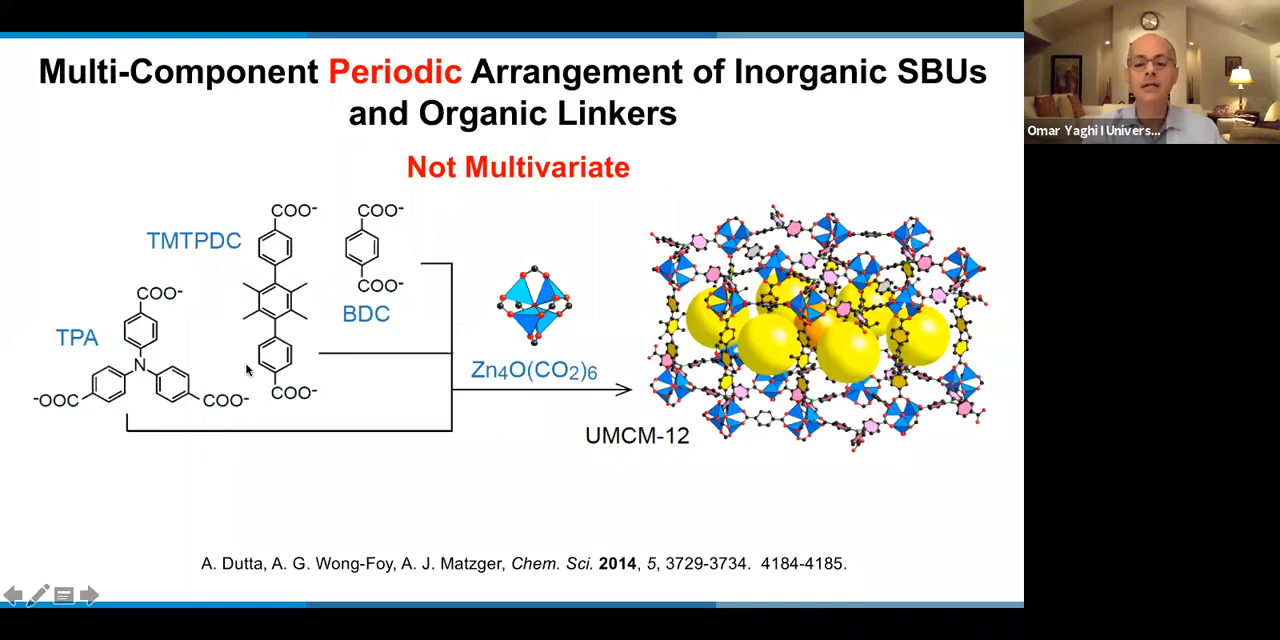 Multi-Component Periodic Arrangement of Inorganic SBUs
and Organic Linkers
Not Multivariate
COO-
COO-
TMTPDC
COO-
COO-
BDC
TPA
N
-OOC
COO-
COO-
Zn4O(CO2)6
UMCM-12
A. Dutta, A. G. Wong-Foy, A. J. Matzger, Chem. Sci. 2014, 5, 3729-3734. 4184-4185.
Omar Yaghi I Univers...